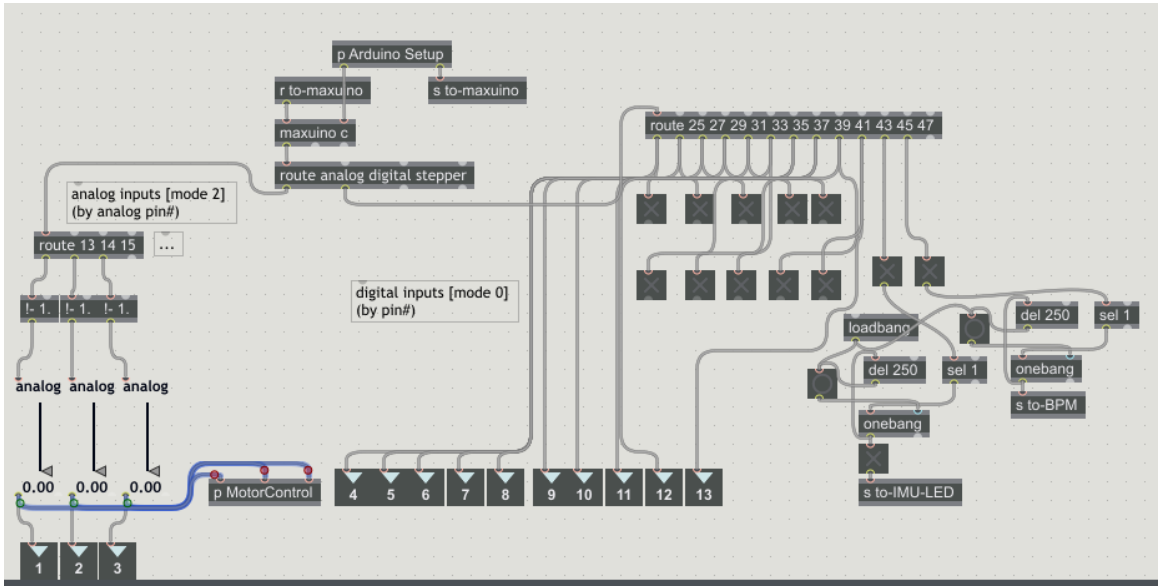 p Arduino Setup
r to-maxuino
s to-maxuino
maxuino c
route analog digital stepper
route 25 27 29 31 33 35 37 39 41 43 45 47
analog inputs [mode 2]
(by analog pin#)
route 13 14 15
...
digital inputs [mode 0]
(by pin#)
!- 1.
!- 1.
!- 1.
loadbang
del 250
sel 1
del 250
sel 1
onebang
onebang
s to-BPM
s to-IMU-LED
analog
analog
analog
0.00
0.00
0.00
p MotorControl
4
5
6
7
8
9
10
11
12
13
1
2
3